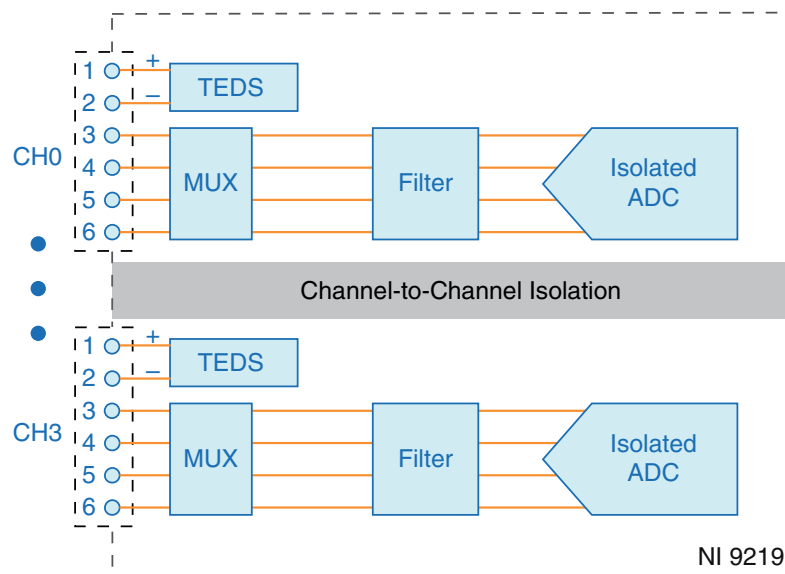 1 +
TEDS
2 −
3
CH0
4
MUX
Filter
Isolated
ADC
5
6
Channel-to-Channel Isolation
1 +
TEDS
2 −
3
CH3
4
MUX
Filter
Isolated
ADC
5
6
NI 9219